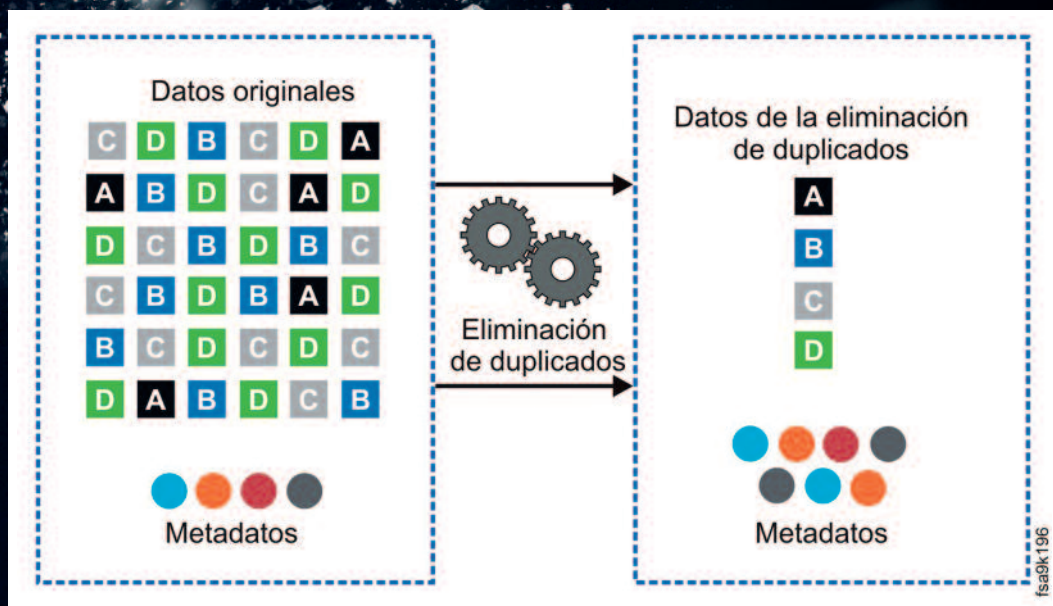 Datos originales
C D B C D A
A B D C A D
D C B D B C
C B D B A D
B C D C D C
D A B D C B
Metadatos
Eliminación
de duplicados
Datos de la eliminación
de duplicados
A
B
C
D
Metadatos
fsa9k196